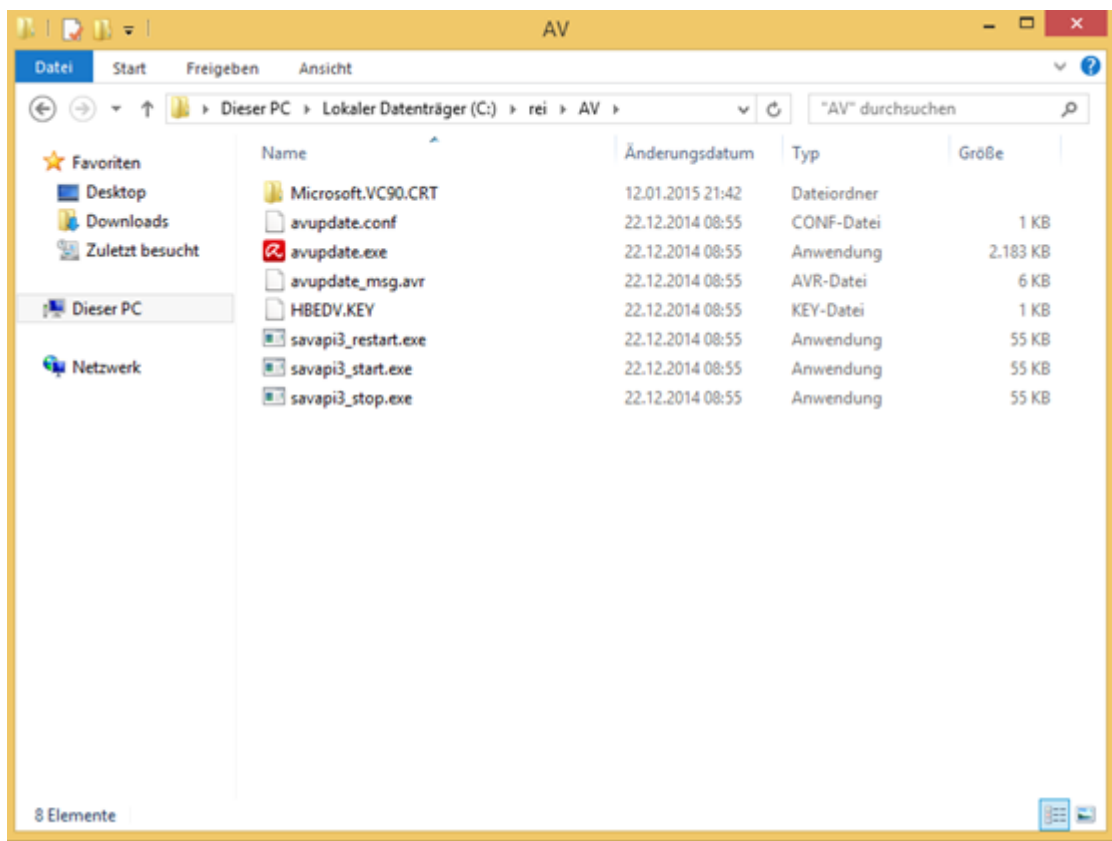 AV
Datei Start Freigeben Ansicht
Dieser PC Lokaler Datenträger (C:) rei AV "AV" durchsuchen
Favoriten
Desktop
Downloads
Zuletzt besucht
Dieser PC
Netzwerk
Name Änderungsdatum Typ Größe
Microsoft.VC90.CRT 12.01.2015 21:42 Dateiordner
avupdate.conf 22.12.2014 08:55 CONF-Datei 1 KB
avupdate.exe 22.12.2014 08:55 Anwendung 2.183 KB
avupdate_msg.avr 22.12.2014 08:55 AVR-Datei 6 KB
HBEDV.KEY 22.12.2014 08:55 KEY-Datei 1 KB
savapi3_restart.exe 22.12.2014 08:55 Anwendung 55 KB
savapi3_start.exe 22.12.2014 08:55 Anwendung 55 KB
savapi3_stop.exe 22.12.2014 08:55 Anwendung 55 KB
8 Elemente